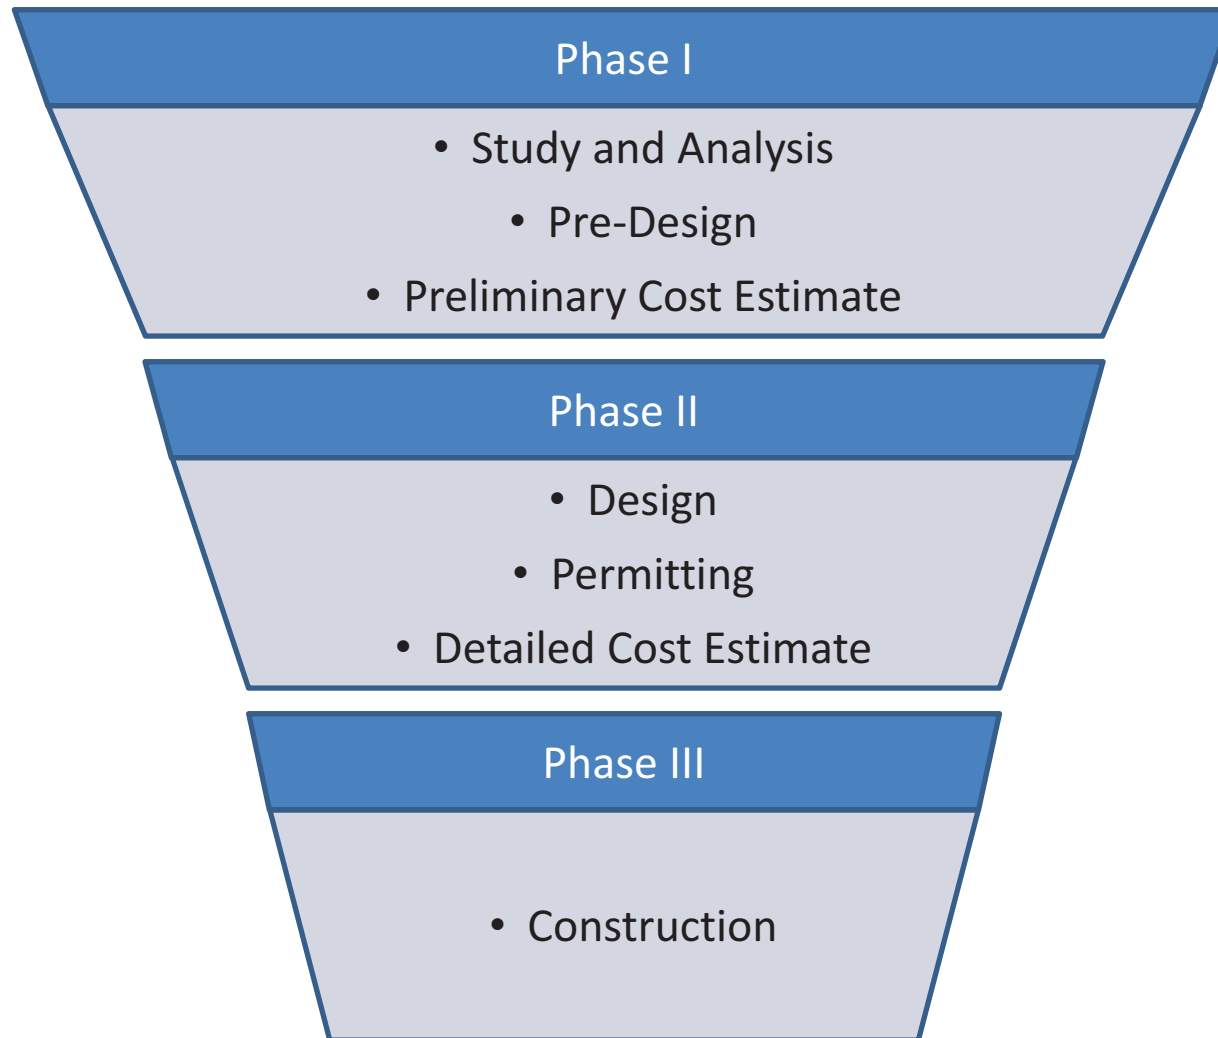 Phase I
• Study and Analysis
• Pre-Design
• Preliminary Cost Estimate
Phase II
• Design
• Permitting
• Detailed Cost Estimate
Phase III
• Construction